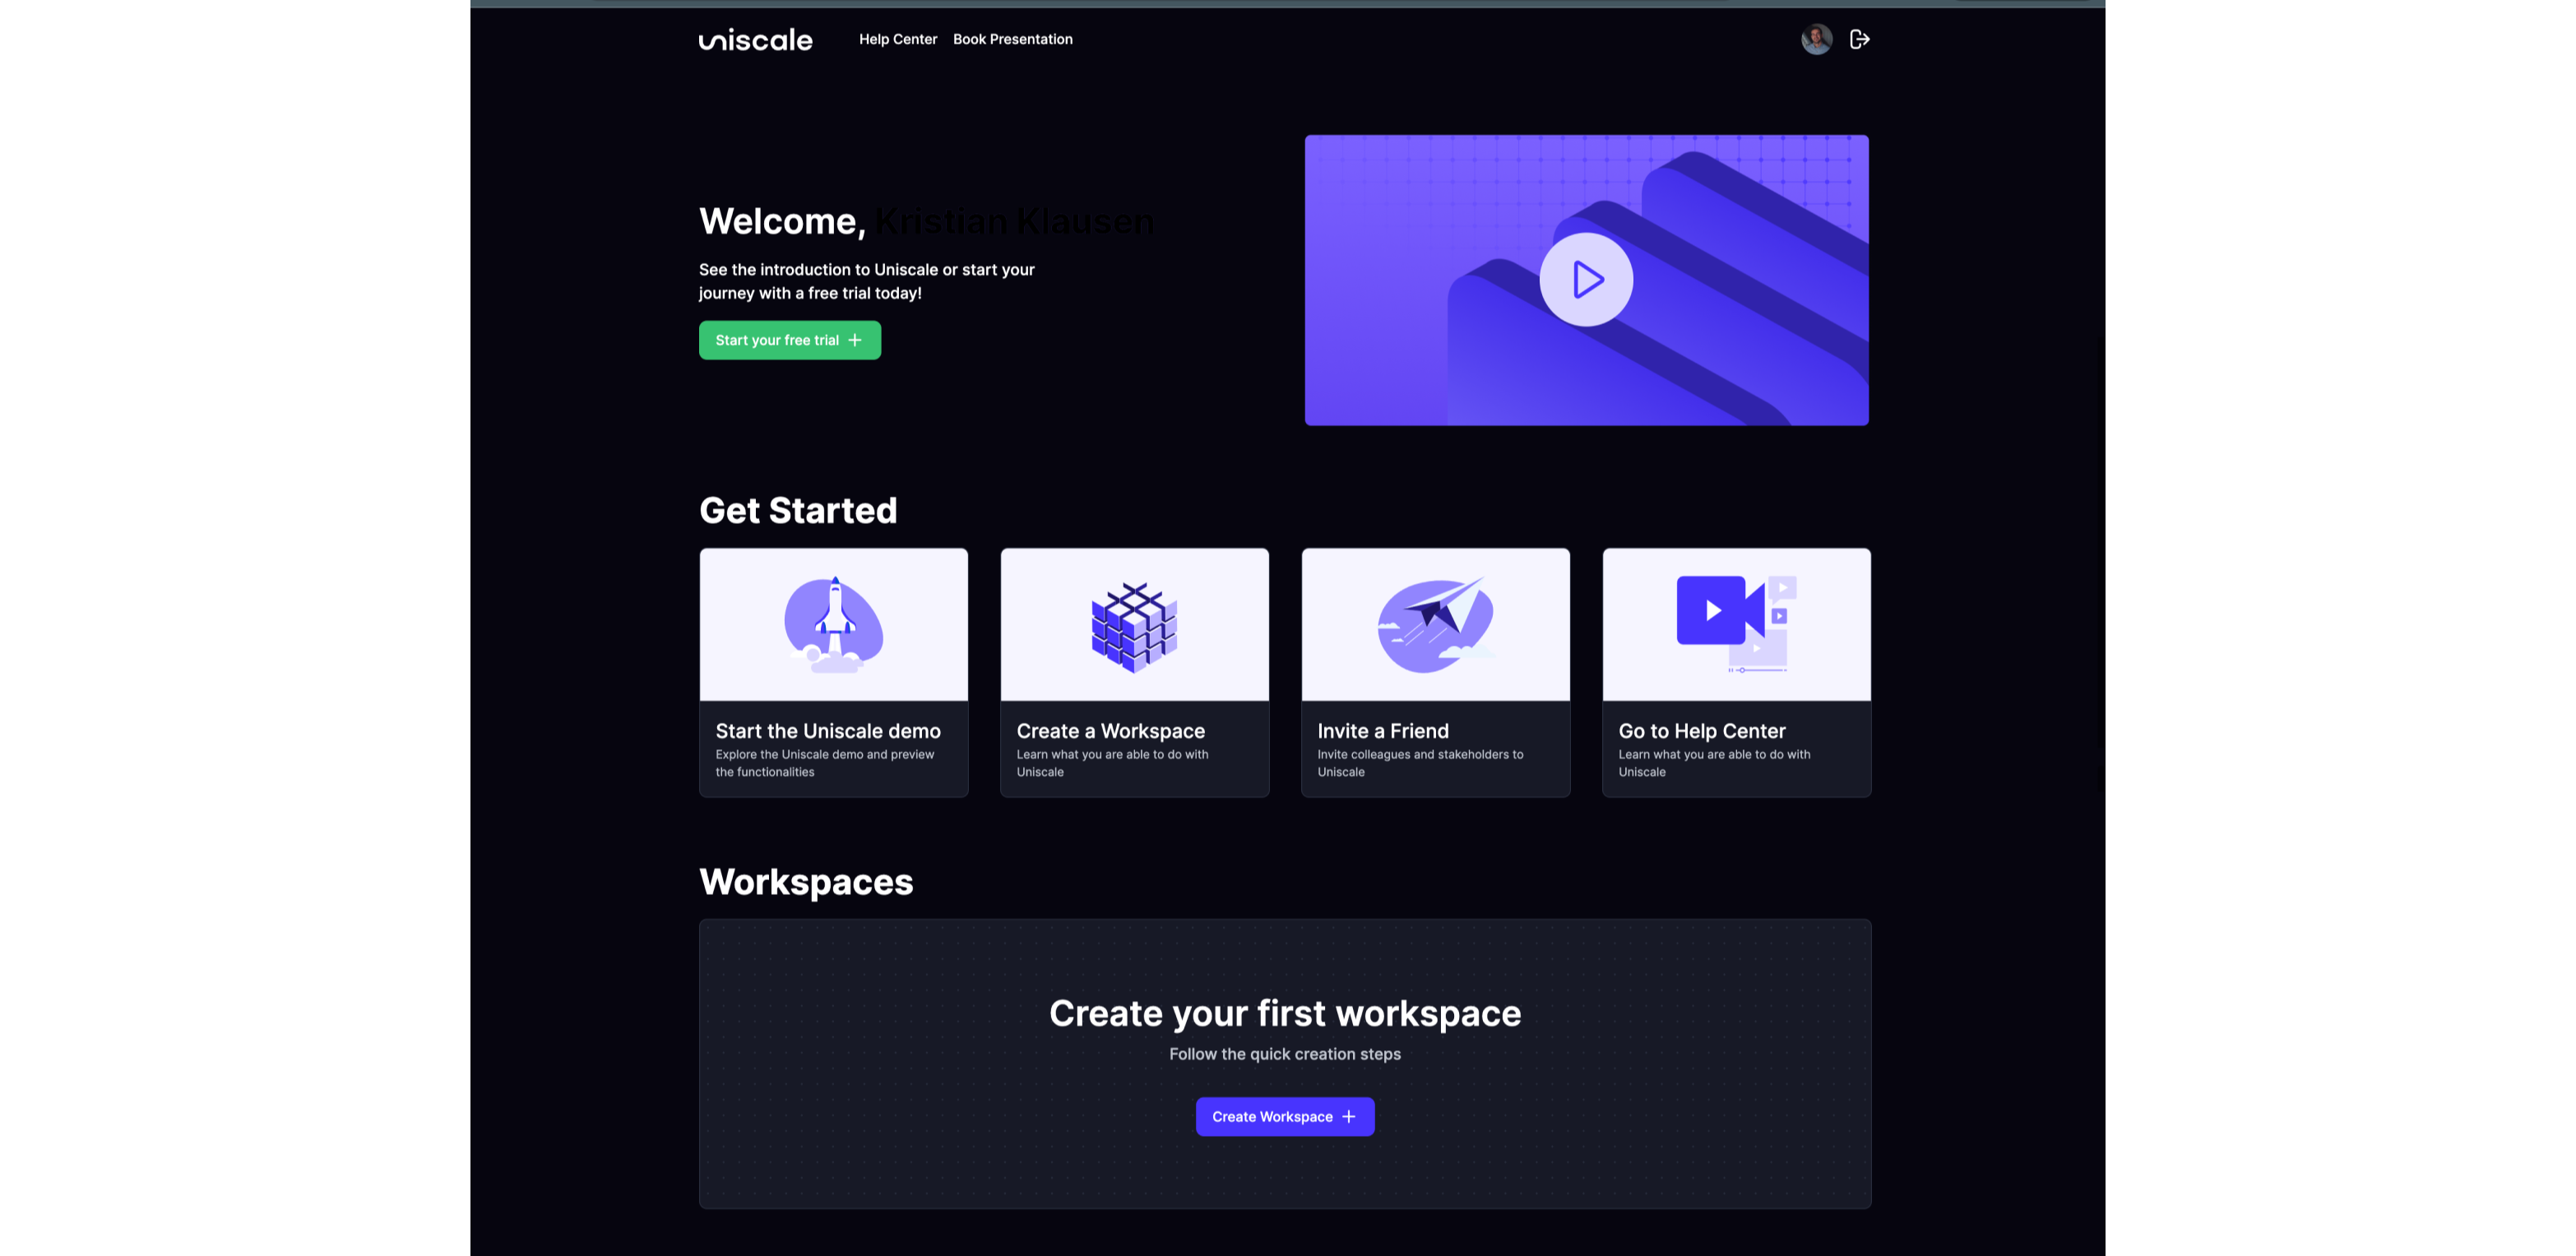 uniscale
Help Center
Book Presentation
Welcome, Kristian Klausen
See the introduction to Uniscale or start your
journey with a free trial today!
Start your free trial
Get Started
Start the Uniscale demo
Explore the Uniscale demo and preview
the functionalities
Create a Workspace
Learn what you are able to do with
Uniscale
Invite a Friend
Invite colleagues and stakeholders to
Uniscale
Go to Help Center
Learn what you are able to do with
Uniscale
Workspaces
Create your first workspace
Follow the quick creation steps
Create Workspace